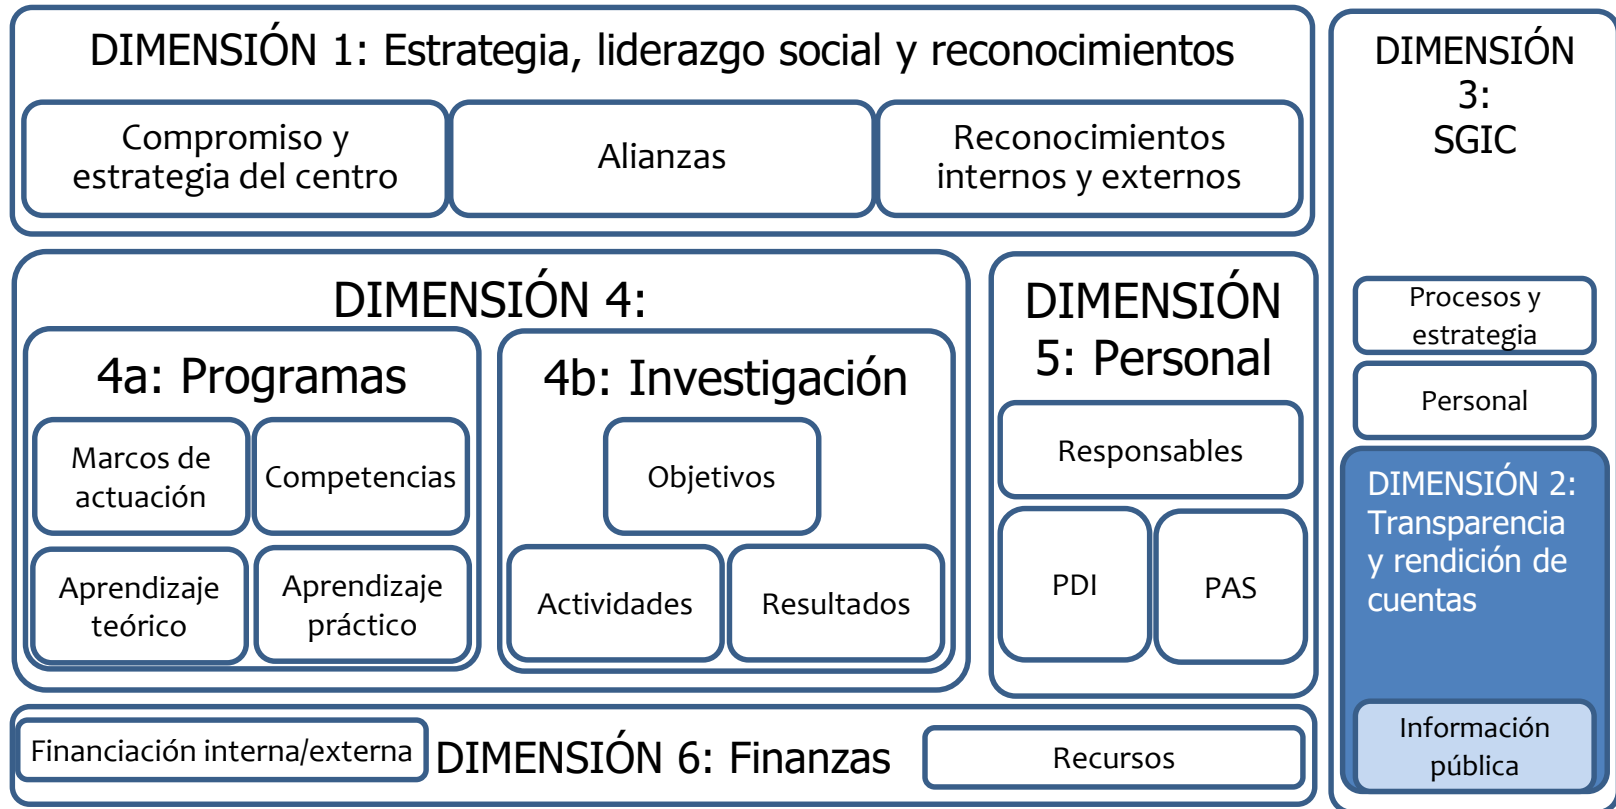 DIMENSIÓN 1: Estrategia, liderazgo social y reconocimientos
Compromiso y
estrategia del centro
Alianzas
Reconocimientos
internos y externos
DIMENSIÓN 4:
4a: Programas
Marcos de
actuación
Competencias
Aprendizaje
teórico
Aprendizaje
práctico
4b: Investigación
Objetivos
Actividades
Resultados
DIMENSIÓN
5: Personal
Responsables
PDI
PAS
Financiación interna/externa
DIMENSIÓN 6: Finanzas
Recursos
DIMENSIÓN
3:
SGIC
Procesos y
estrategia
Personal
DIMENSIÓN 2:
Transparencia
y rendición de
cuentas
Información
pública